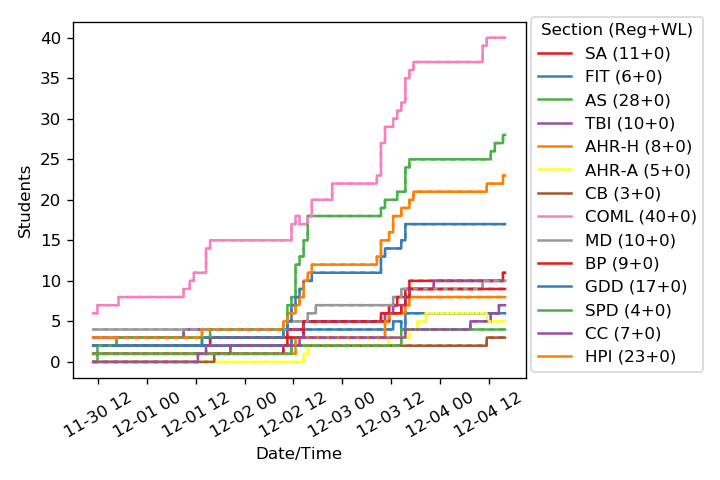 Section (Reg+WL)
SA (11+0)
FIT (6+0)
AS (28+0)
TBI (10+0)
AHR-H (8+0)
AHR-A (5+0)
CB (3+0)
COML (40+0)
MD (10+0)
BP (9+0)
GDD (17+0)
SPD (4+0)
CC (7+0)
HPI (23+0)
Students
40
35
30
25
20
15
10
5
0
11-30 12
12-01 00
12-01 12
12-02 00
12-02 12
12-03 00
12-03 12
12-04 00
12-04 12
Date/Time